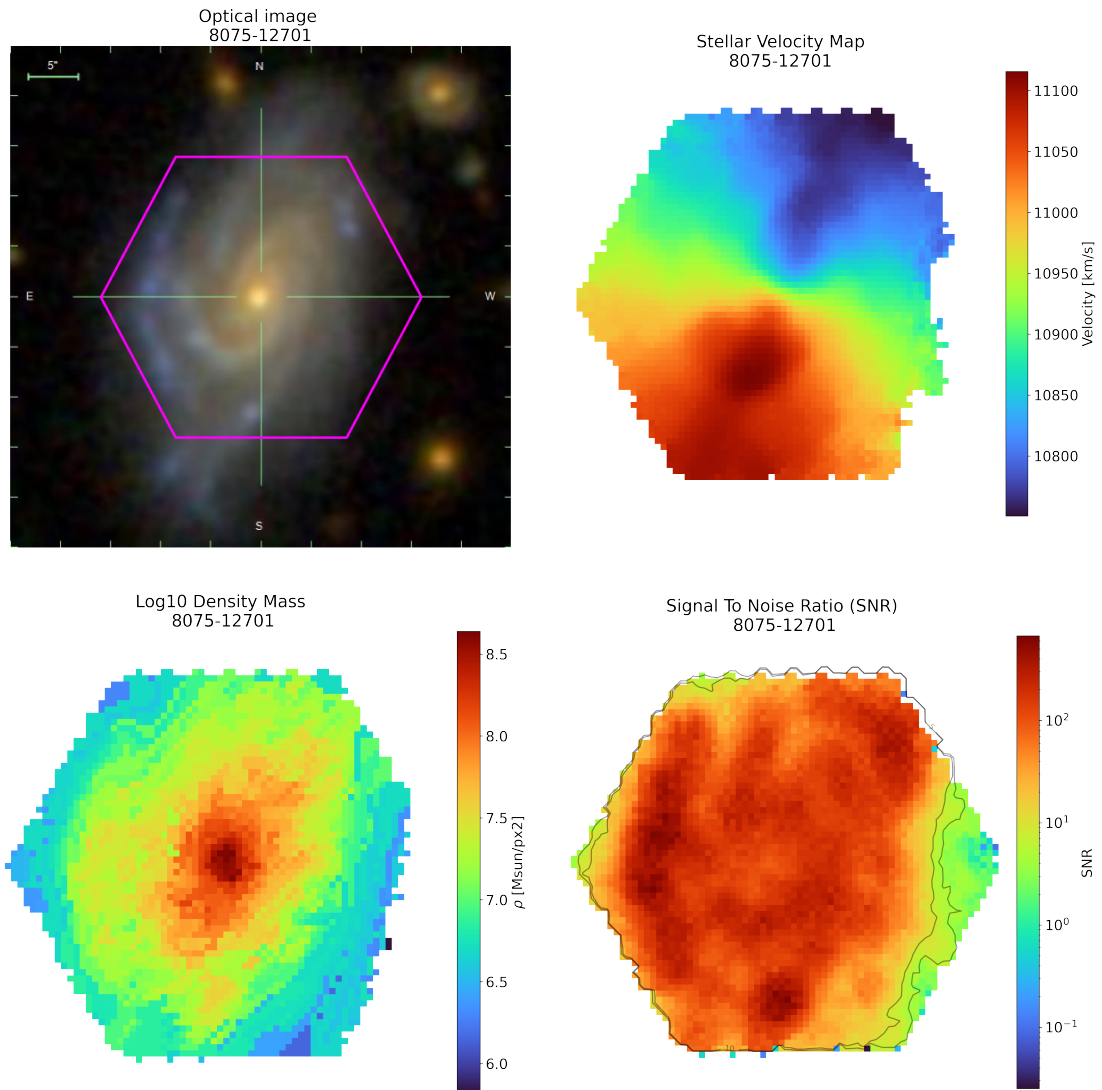 Optical image
8075-12701
5"
N
E
W
S
Stellar Velocity Map
8075-12701
11100
11050
11000
10950
10900
10850
10800
Velocity [km/s]
Log10 Density Mass
8075-12701
8.5
8.0
7.5
7.0
6.5
6.0
ρ [Msun/px2]
Signal To Noise Ratio (SNR)
8075-12701
10²
10¹
10⁰
10⁻¹
SNR
10